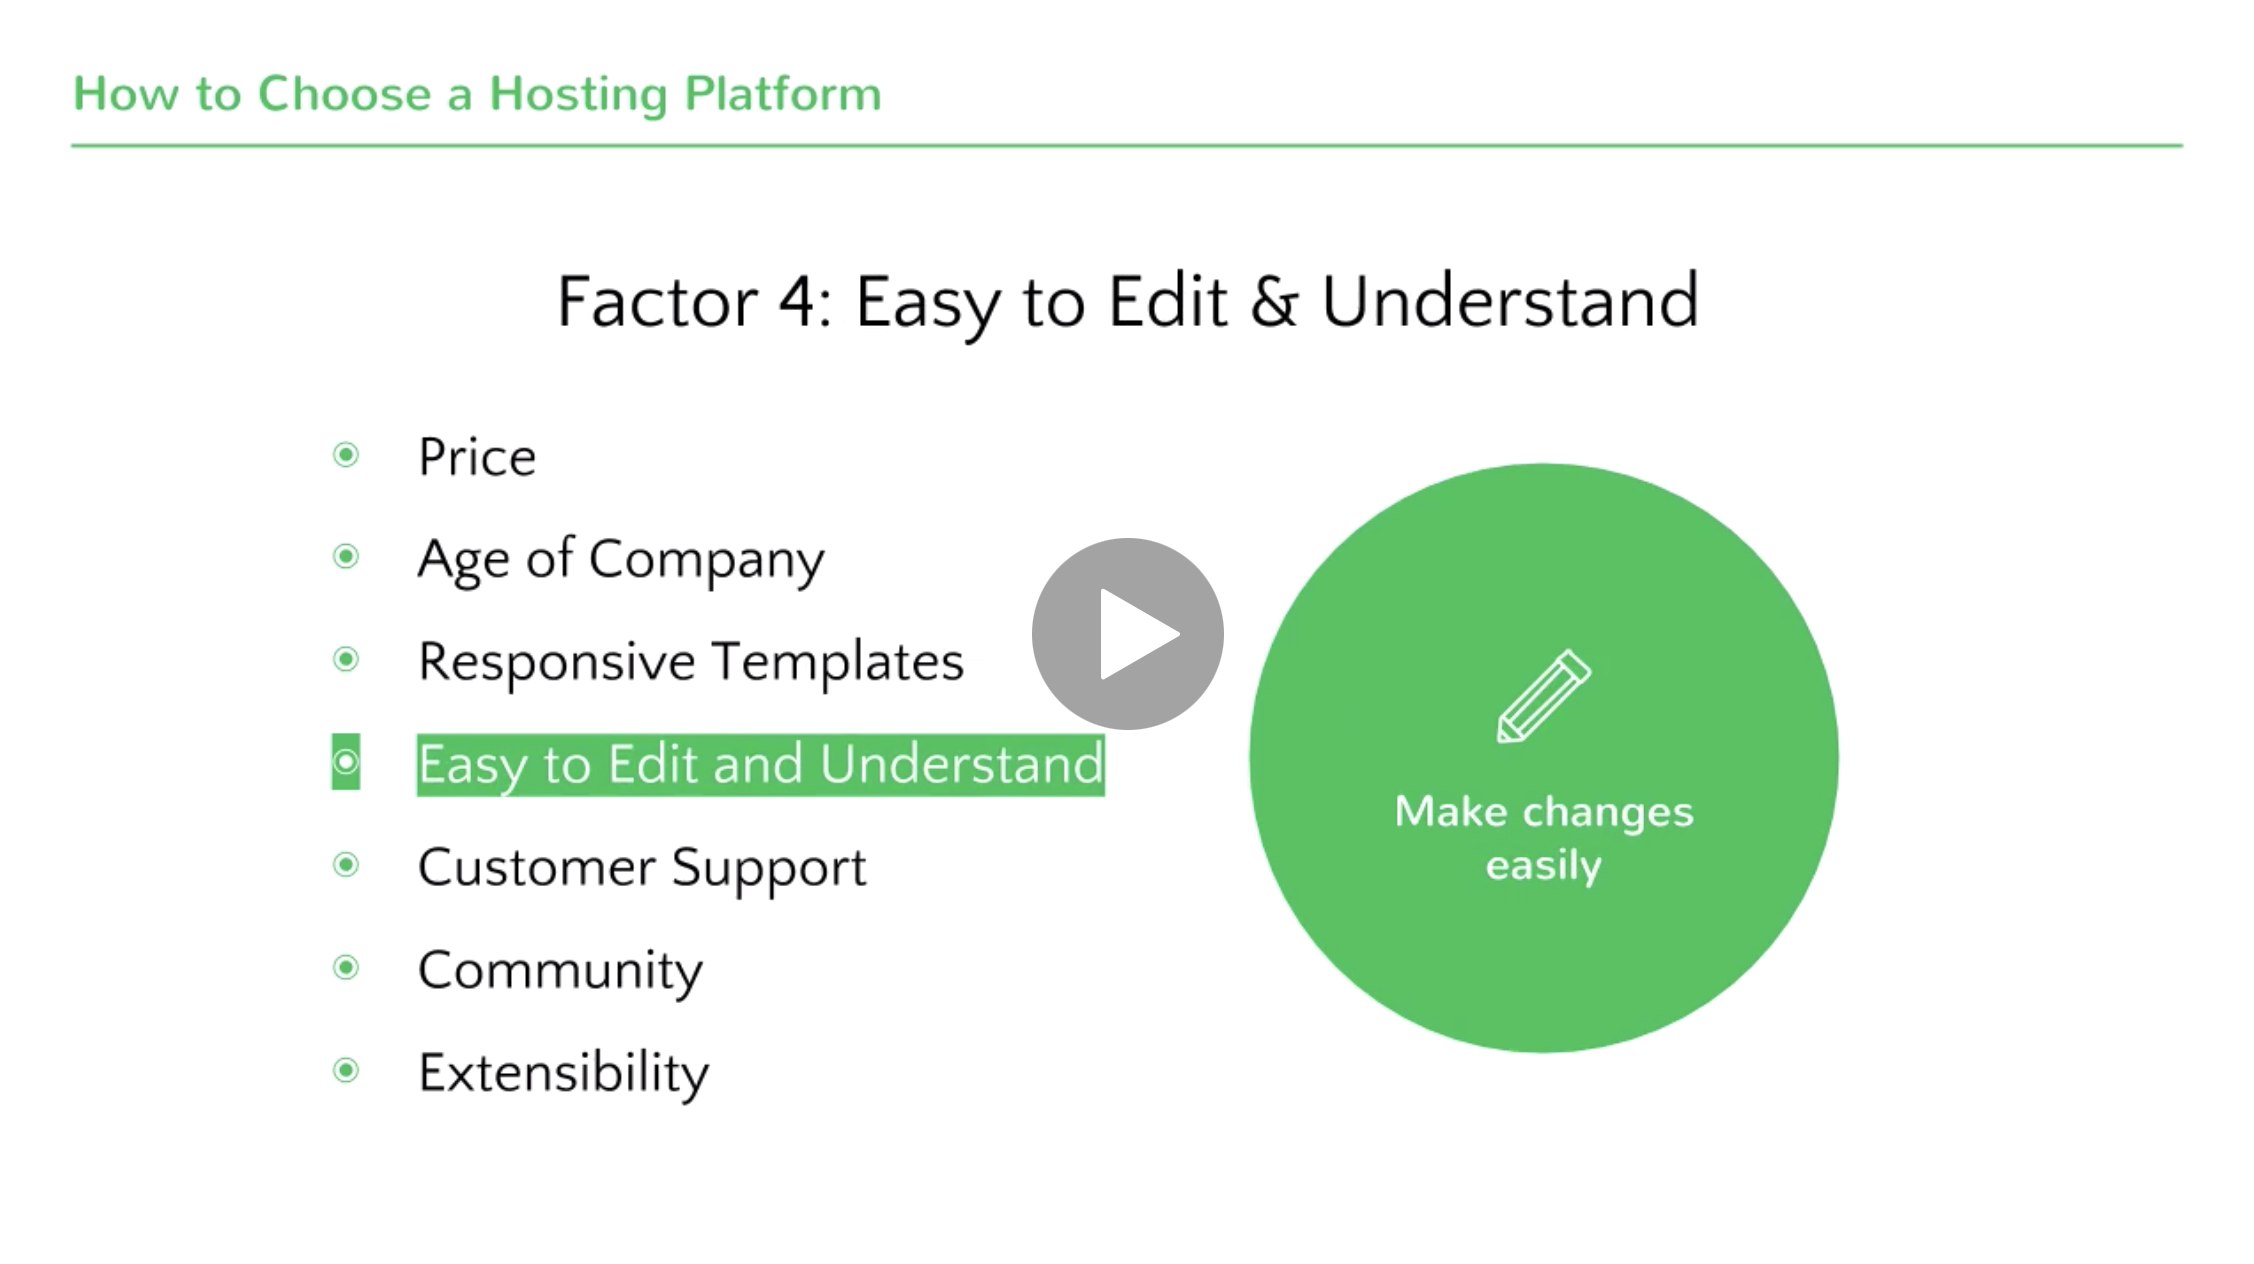 How to Choose a Hosting Platform
Factor 4: Easy to Edit & Understand
Price
Age of Company
Responsive Templates
Easy to Edit and Understand
Customer Support
Community
Extensibility
Make changes
easily